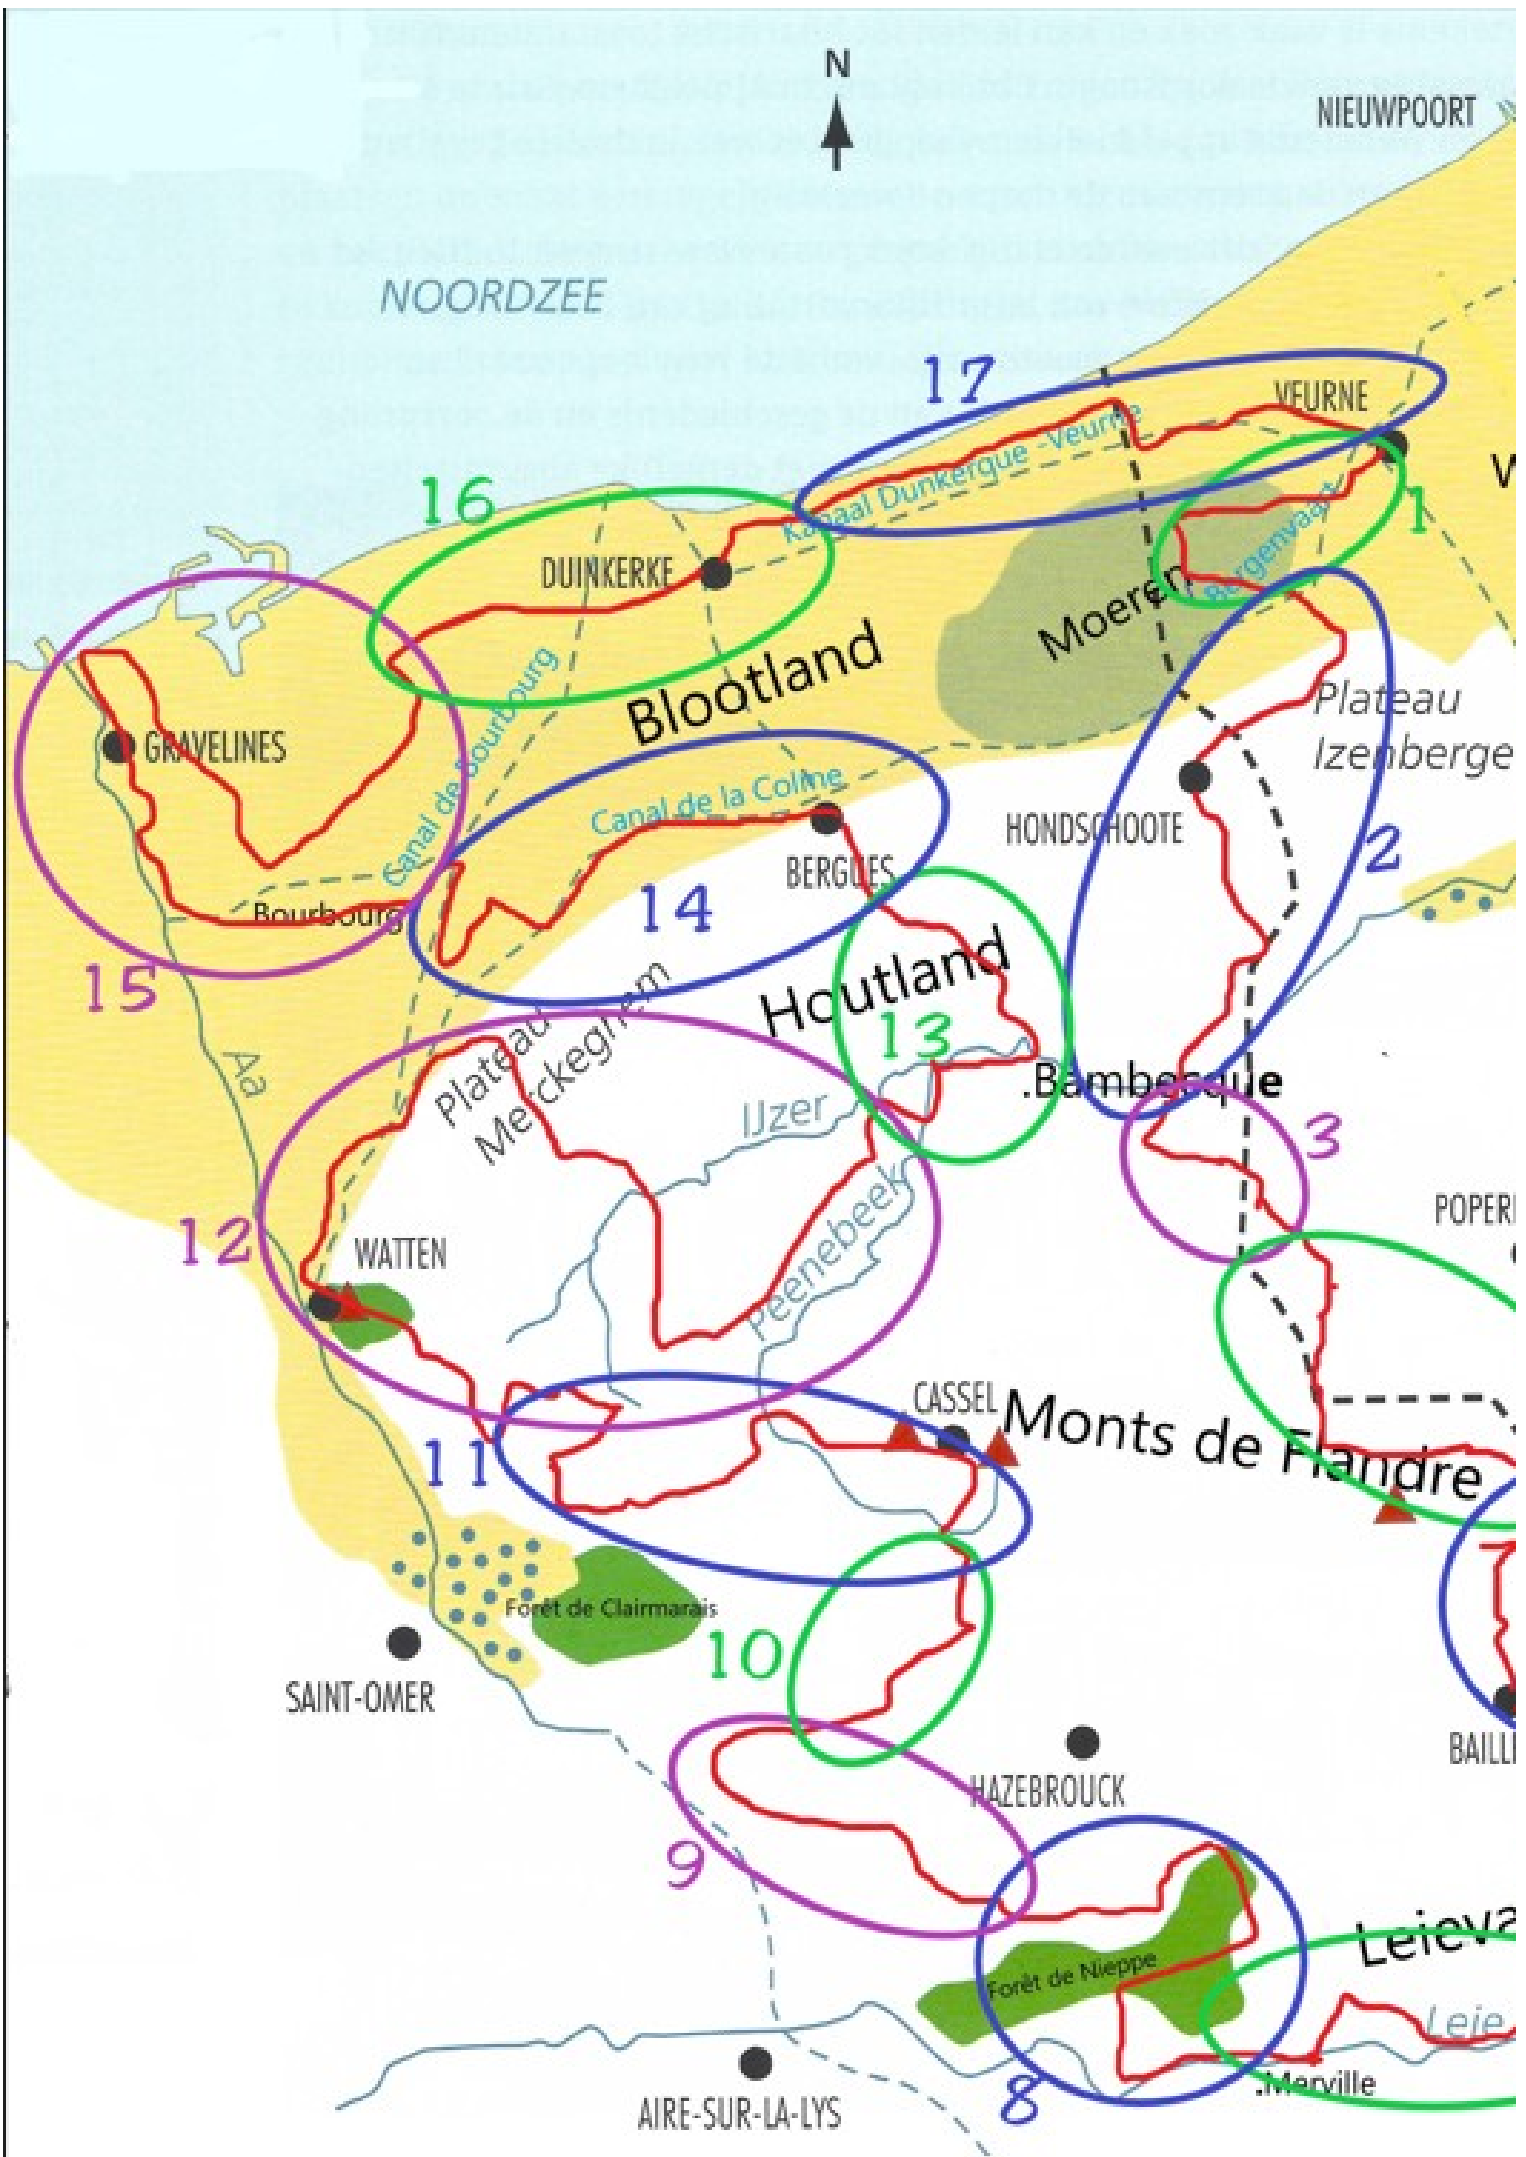 N
NIEUWPOORT
NOORDZEE
17
VEURNE
Kanaal Dunkerque -Veurne
16
1
DUINKERKE
Bergenvaart
Moeren
Blootland
Plateau
Izenberge
GRAVELINES
Canal de Bourbourg
Canal de la Colme
HONDSCHOOTE
2
BERGUES
14
Bourbourg
15
Houtland
13
Plateau
Merckeghem
Aa
.Bambecque
IJzer
3
Peenebeek
POPERI
12
WATTEN
CASSEL
Monts de Flandre
11
Forêt de Clairmarais
10
SAINT-OMER
BAILL
HAZEBROUCK
9
Leieva
Forêt de Nieppe
Leie
.Merville
8
AIRE-SUR-LA-LYS